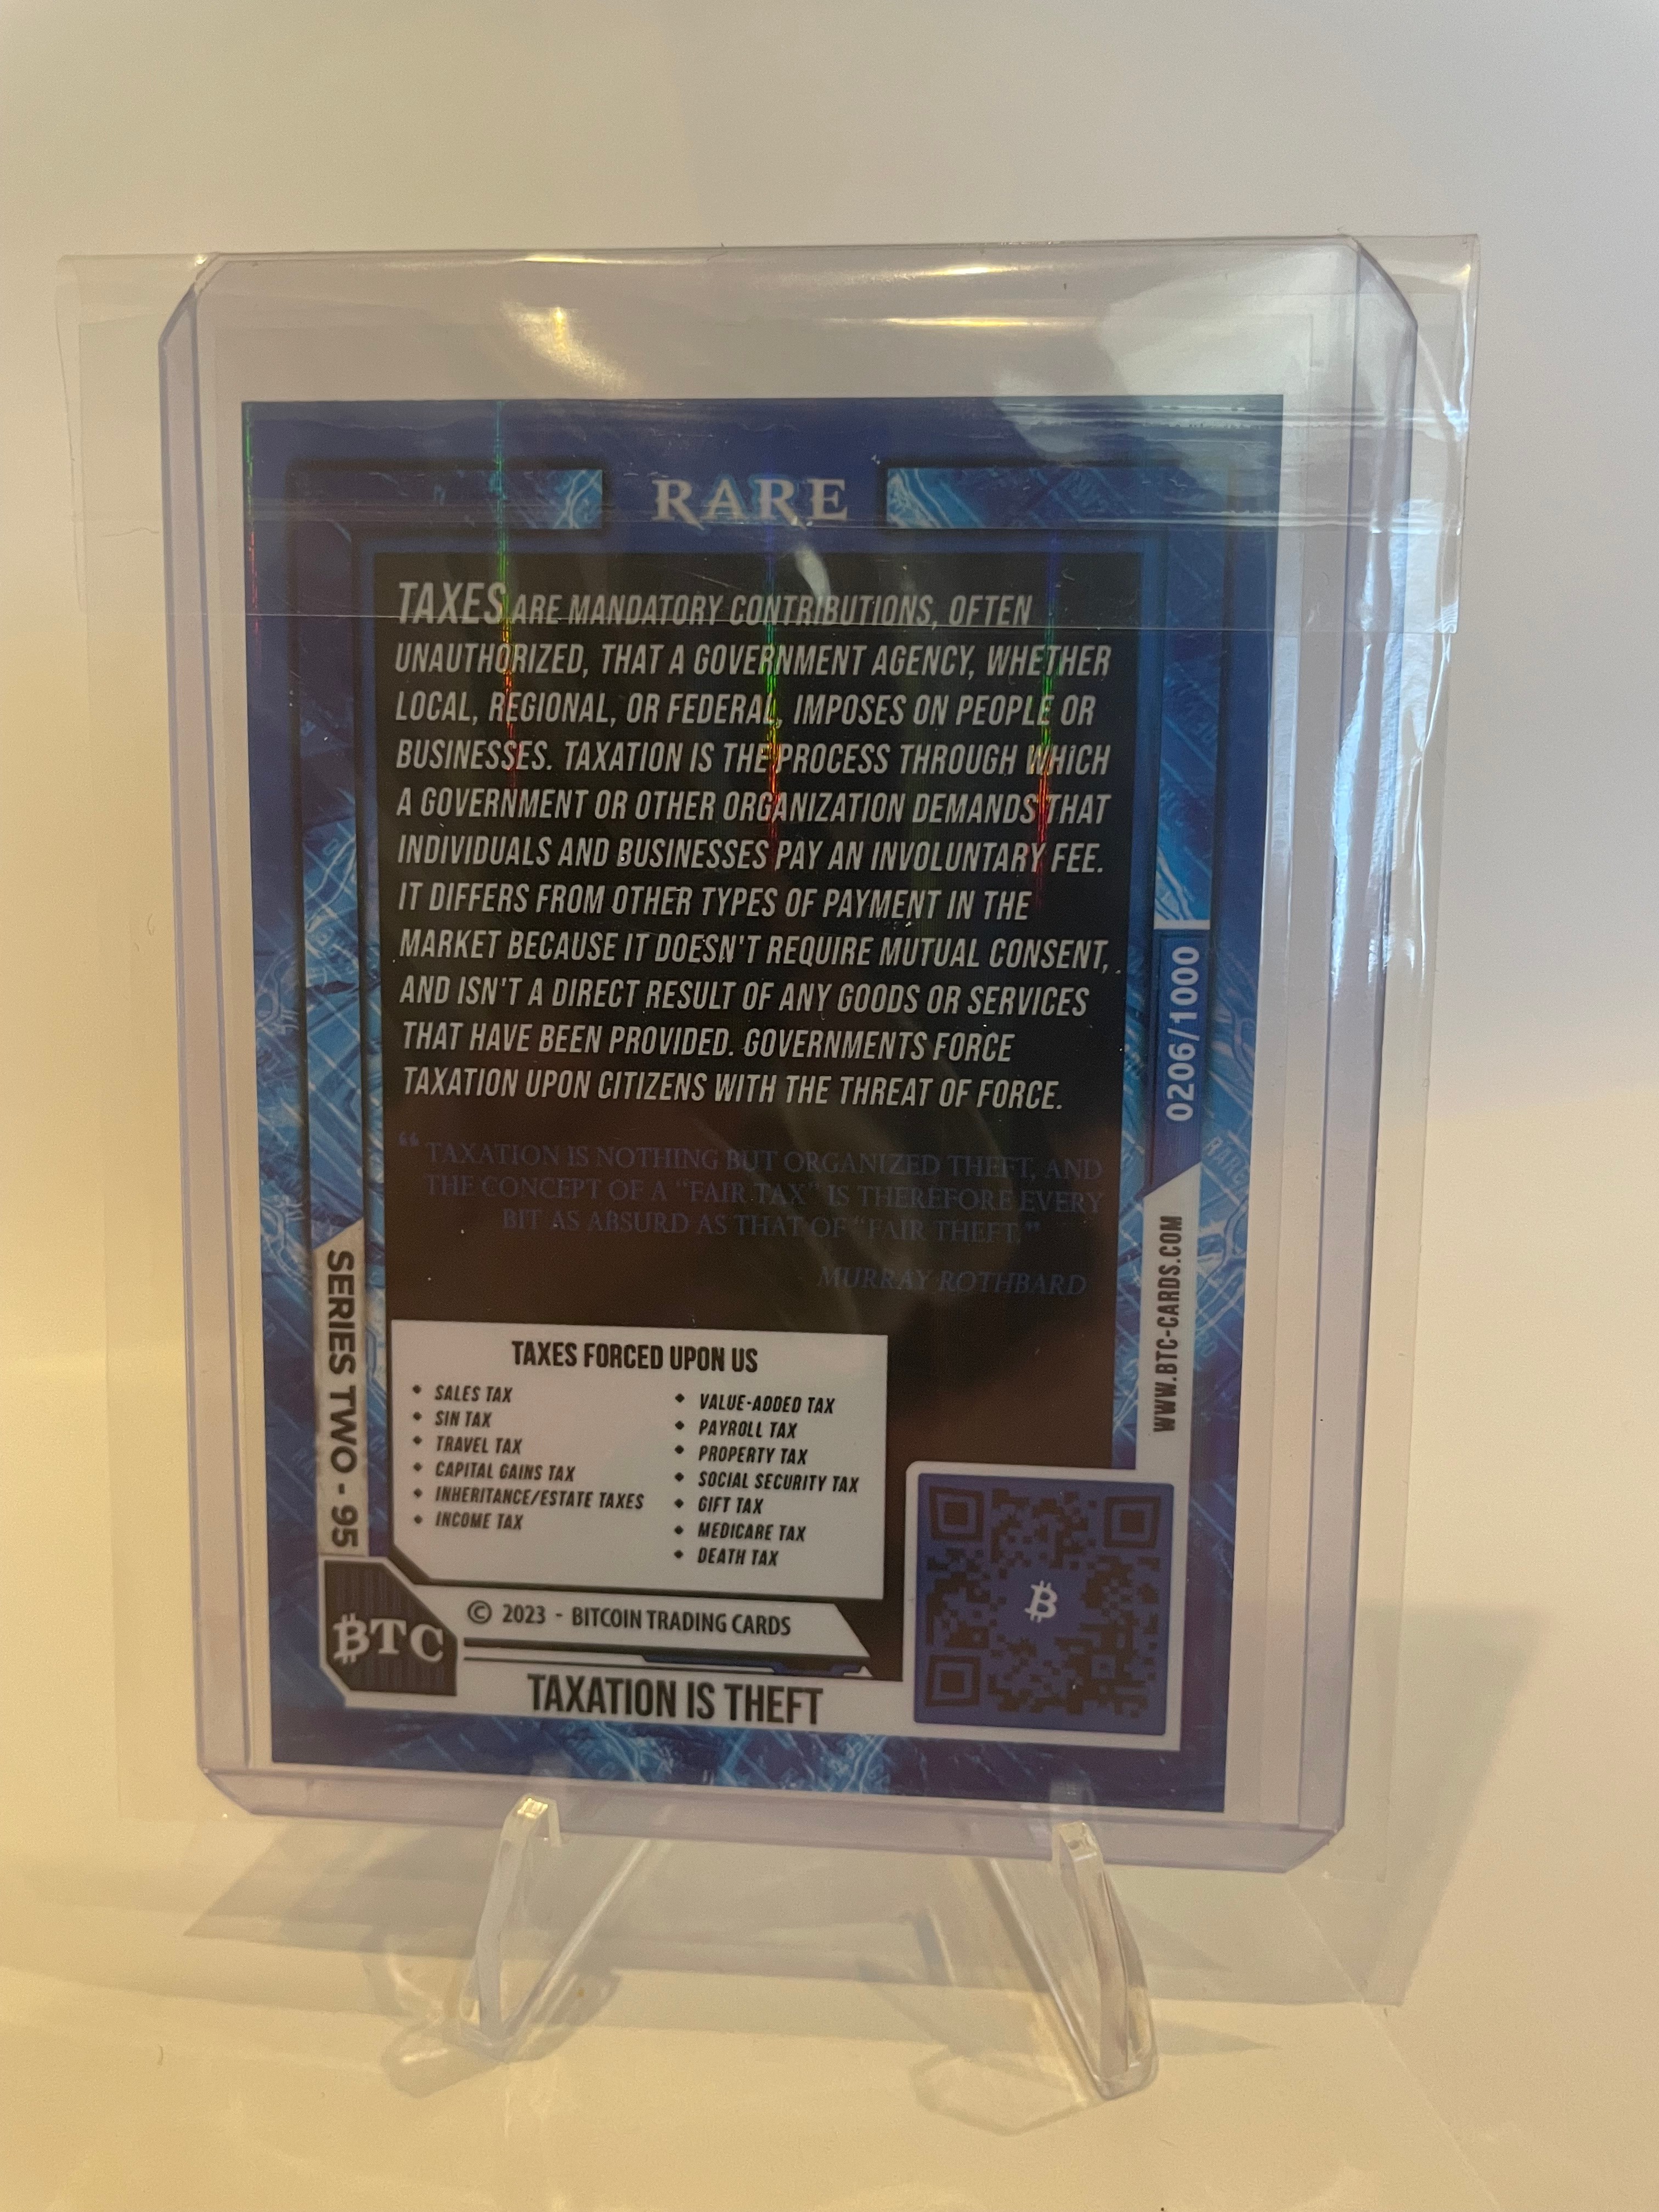 RARE
TAXES ARE MANDATORY CONTRIBUTIONS, OFTEN
UNAUTHORIZED, THAT A GOVERNMENT AGENCY, WHETHER
LOCAL, REGIONAL, OR FEDERAL, IMPOSES ON PEOPLE OR
BUSINESSES. TAXATION IS THE PROCESS THROUGH WHICH
A GOVERNMENT OR OTHER ORGANIZATION DEMANDS THAT
INDIVIDUALS AND BUSINESSES PAY AN INVOLUNTARY FEE.
IT DIFFERS FROM OTHER TYPES OF PAYMENT IN THE
MARKET BECAUSE IT DOESN'T REQUIRE MUTUAL CONSENT,
AND ISN'T A DIRECT RESULT OF ANY GOODS OR SERVICES
THAT HAVE BEEN PROVIDED. GOVERNMENTS FORCE
TAXATION UPON CITIZENS WITH THE THREAT OF FORCE.
“TAXATION IS NOTHING BUT ORGANIZED THEFT, AND
THE CONCEPT OF A “FAIR TAX” IS THEREFORE EVERY
BIT AS ABSURD AS THAT OF “FAIR THEFT.”
MURRAY ROTHBARD
0206/1000
WWW.BTC-CARDS.COM
SERIES TWO - 95
TAXES FORCED UPON US
• SALES TAX
• SIN TAX
• TRAVEL TAX
• CAPITAL GAINS TAX
• INHERITANCE/ESTATE TAXES
• INCOME TAX
• VALUE-ADDED TAX
• PAYROLL TAX
• PROPERTY TAX
• SOCIAL SECURITY TAX
• GIFT TAX
• MEDICARE TAX
• DEATH TAX
₿TC
© 2023 - BITCOIN TRADING CARDS
TAXATION IS THEFT
₿